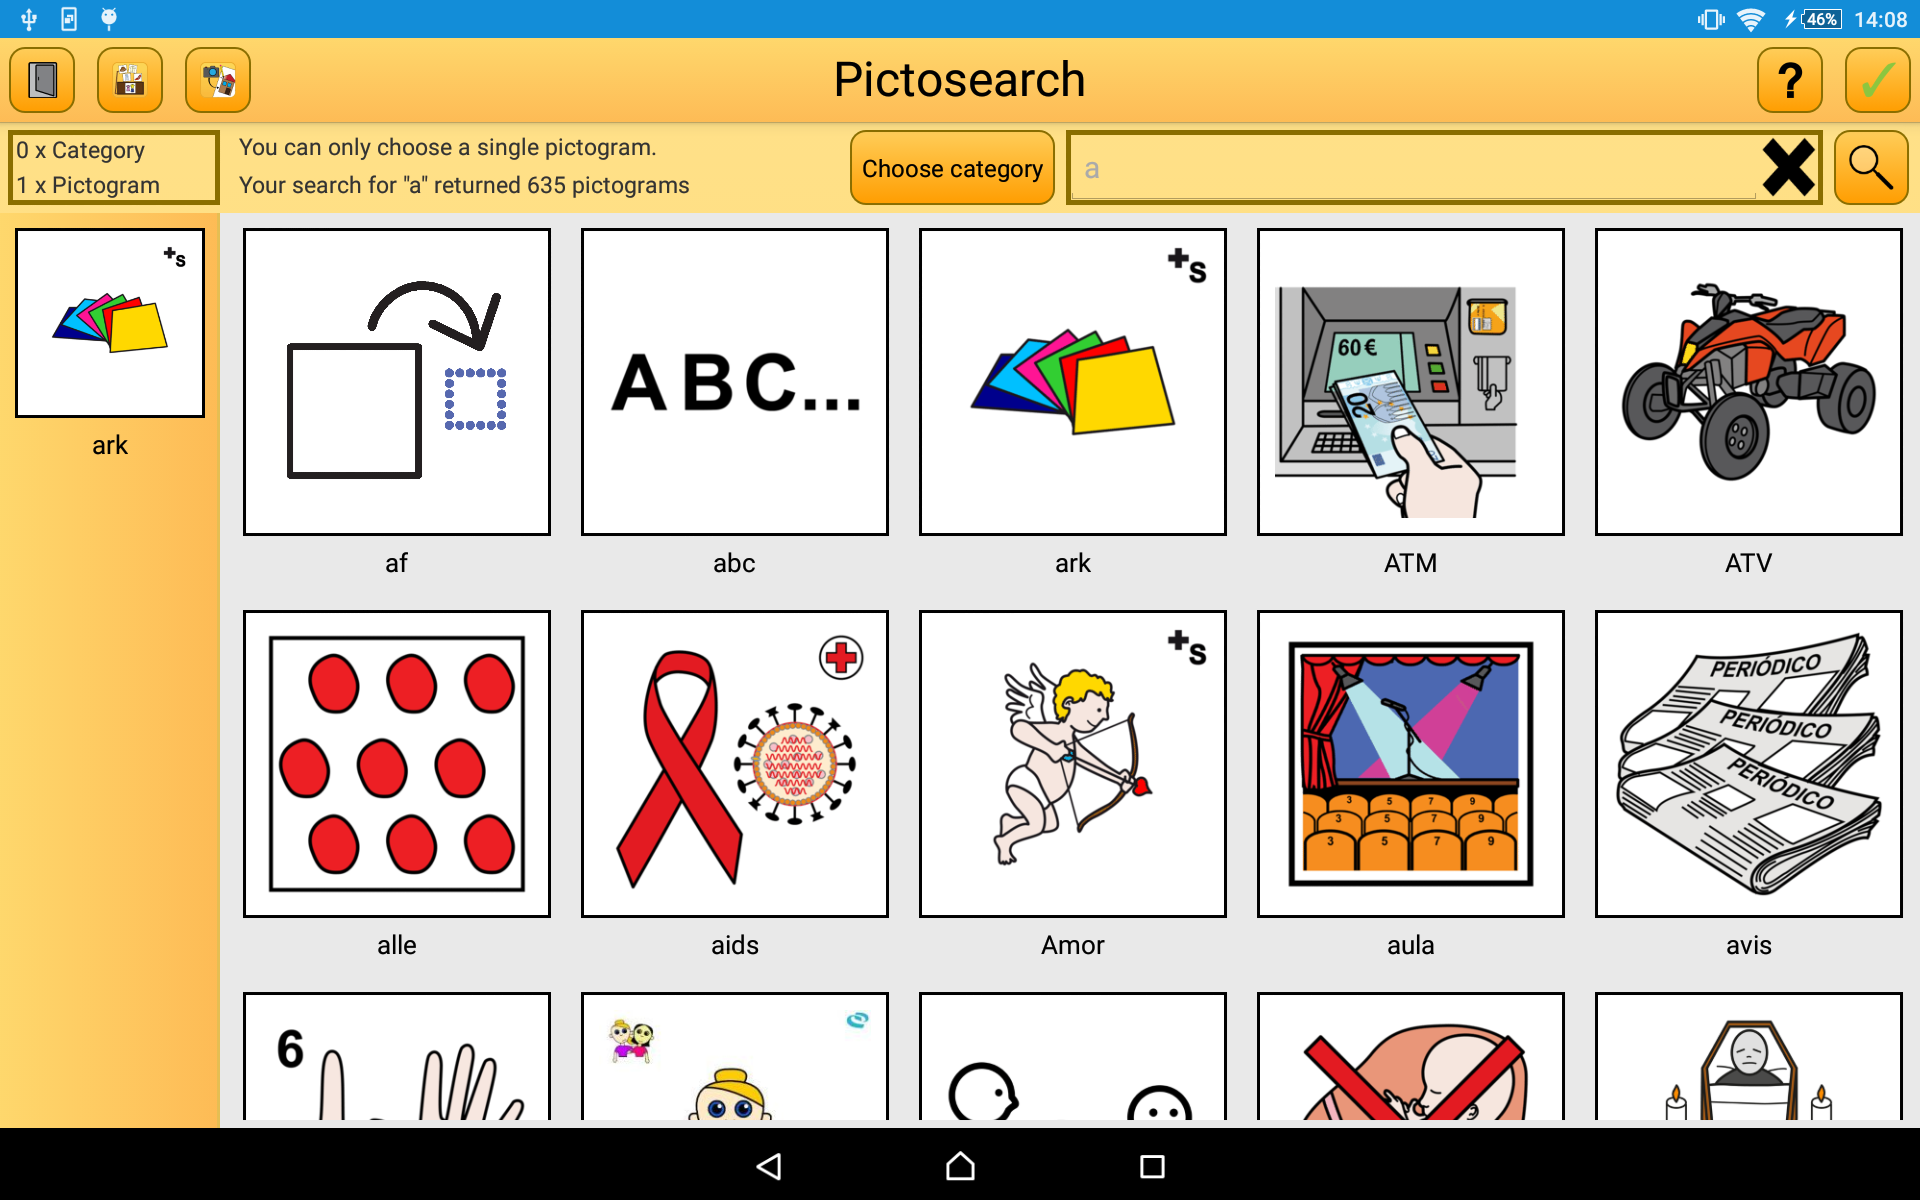 46% 14:08
Pictosearch
?
0 x Category
1 x Pictogram
You can only choose a single pictogram.
Your search for "a" returned 635 pictograms
Choose category
a
+s
ark
af
ABC...
abc
+s
ark
60€
20
ATM
ATV
alle
aids
+s
Amor
3 5 7 9
3 5 7 9
3 5 7 9
aula
PERIÓDICO
PERIÓDICO
PERIÓDICO
avis
6